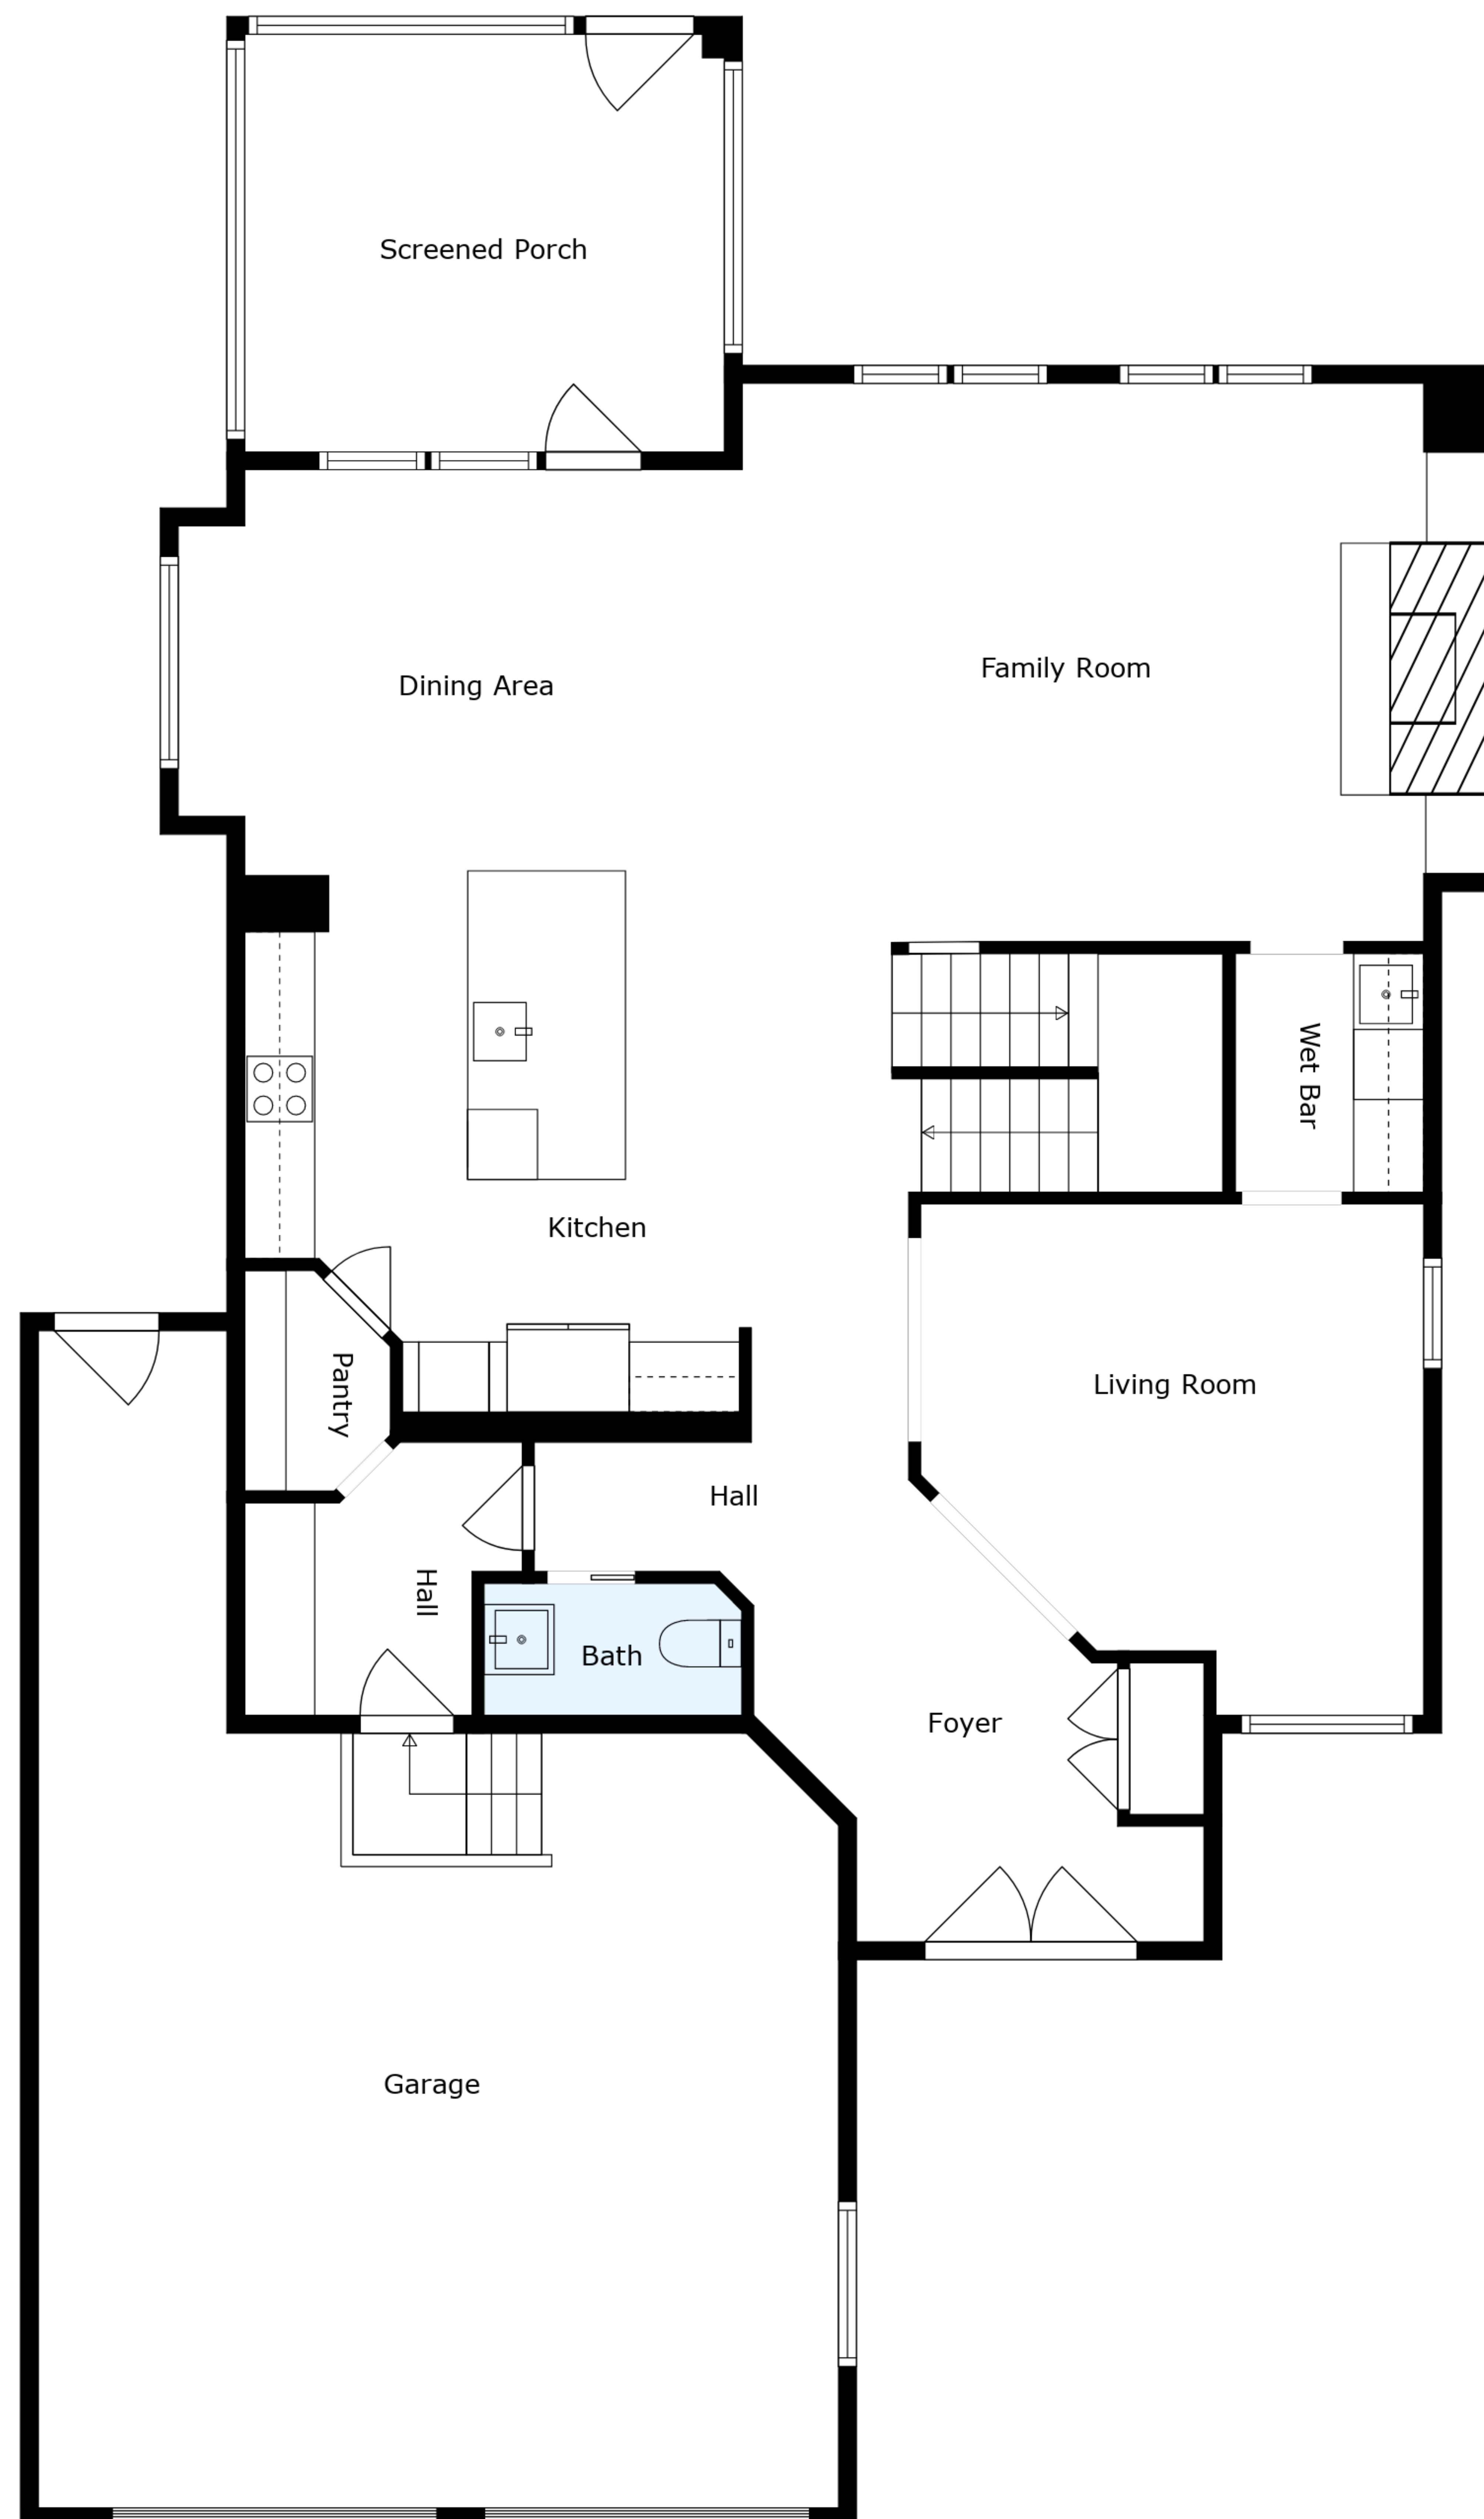 Screened Porch
Family Room
Dining Area
Wet Bar
Kitchen
Pantry
Living Room
Hall
Hall
Bath
Foyer
Garage